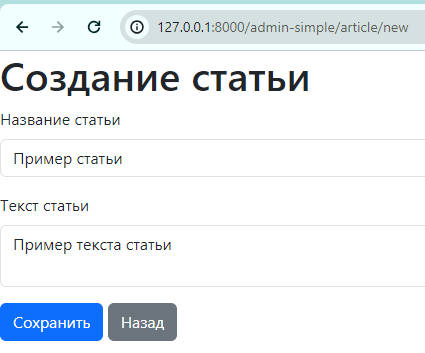 127.0.0.1:8000/admin-simple/article/new
Создание статьи
Название статьи
Пример статьи
Текст статьи
Пример текста статьи
Сохранить Назад